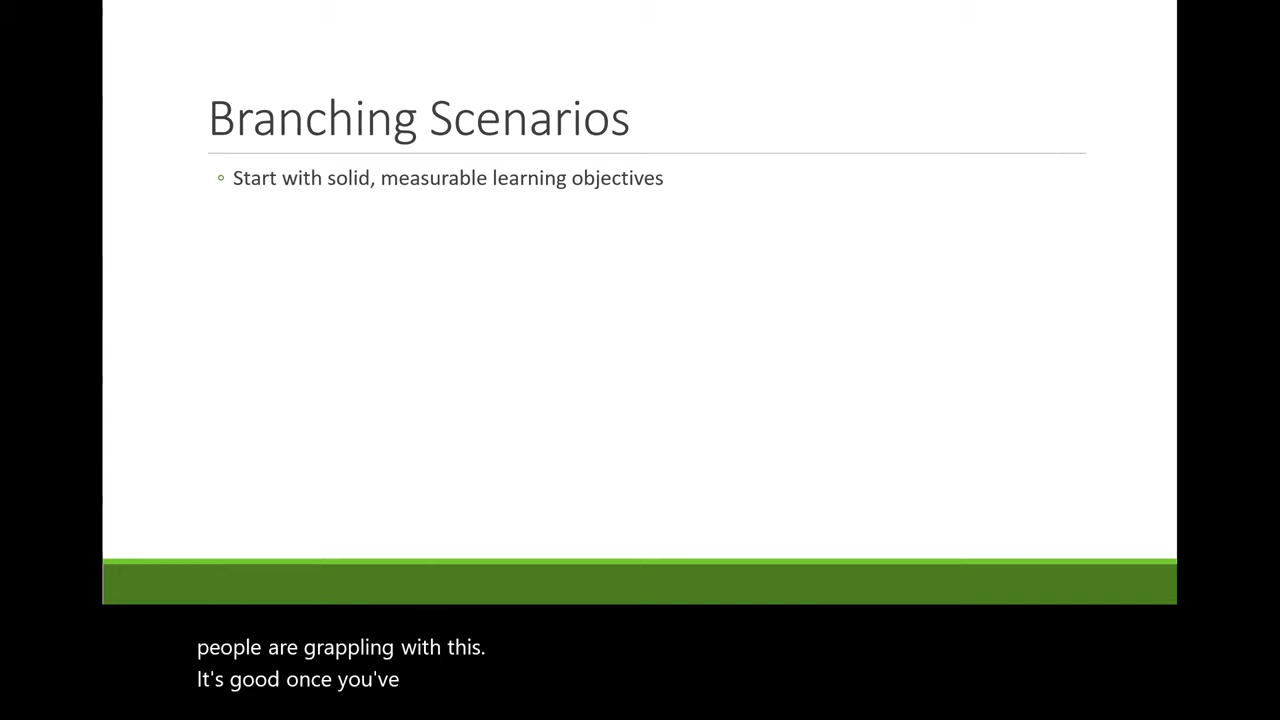 Branching Scenarios
◦ Start with solid, measurable learning objectives
people are grappling with this.
It's good once you've